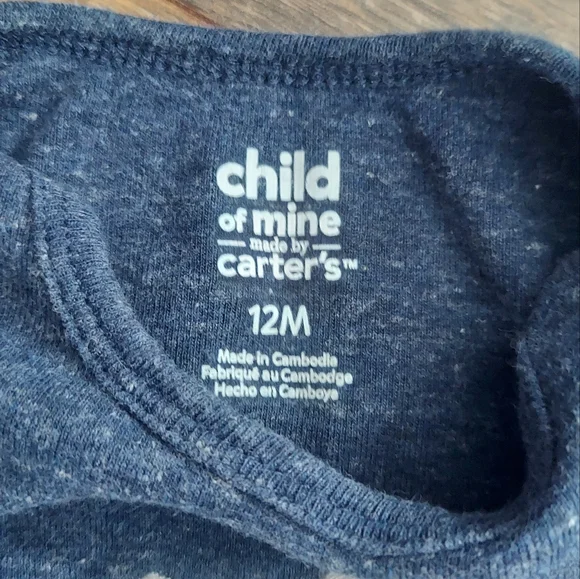 child
of mine
made by
carter's™
12M
Made in Cambodia
Fabriqué au Cambodge
Hecho en Camboya